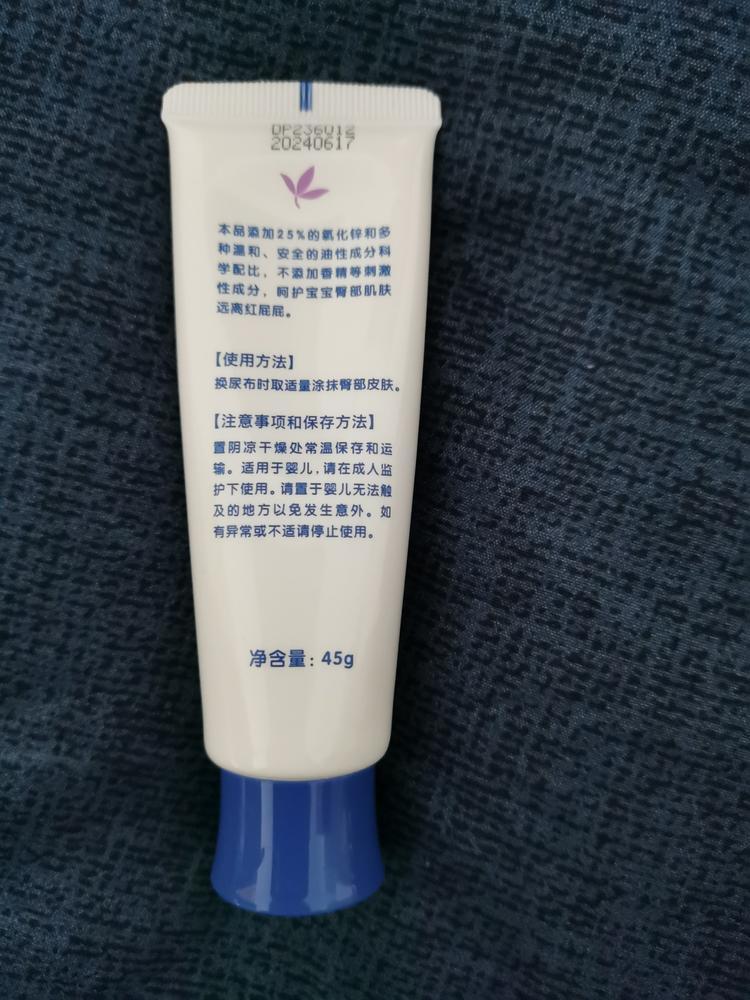 DP236012
20240617
本品添加25%的氧化锌和多
种温和、安全的油性成分科
学配比，不添加香精等刺激
性成分，呵护宝宝臀部肌肤
远离红屁屁。
【使用方法】
换尿布时取适量涂抹臀部皮肤。
【注意事项和保存方法】
置阴凉干燥处常温保存和运
输。适用于婴儿,请在成人监
护下使用。请置于婴儿无法触
及的地方以免发生意外。如
有异常或不适请停止使用。
净含量: 45g